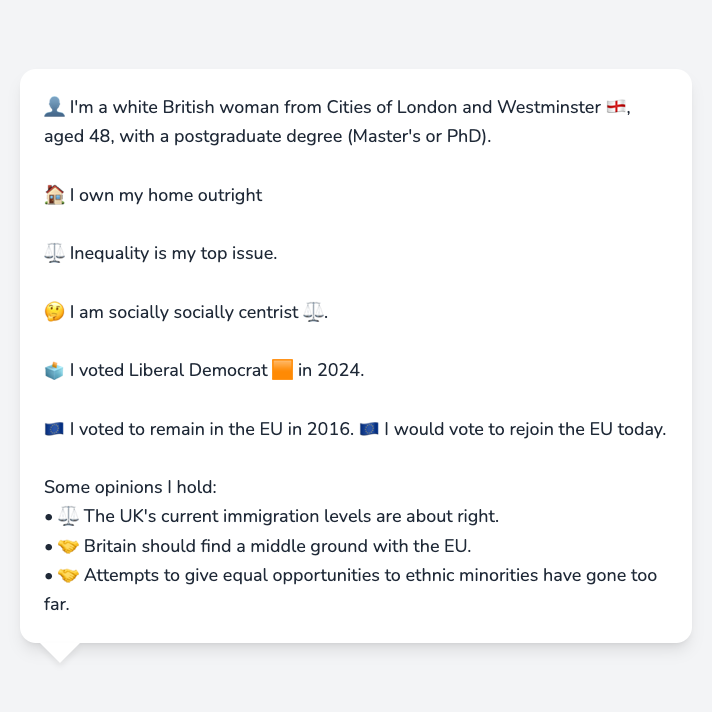 👤 I'm a white British woman from Cities of London and Westminster 🏴󠁧󠁢󠁥󠁮󠁧󠁿,
aged 48, with a postgraduate degree (Master's or PhD).
🏠 I own my home outright
⚖️ Inequality is my top issue.
🤔 I am socially socially centrist ⚖️.
🗳️ I voted Liberal Democrat 🟧 in 2024.
🇪🇺 I voted to remain in the EU in 2016. 🇪🇺 I would vote to rejoin the EU today.
Some opinions I hold:
• ⚖️ The UK's current immigration levels are about right.
• 🤝 Britain should find a middle ground with the EU.
• 🤝 Attempts to give equal opportunities to ethnic minorities have gone too
far.